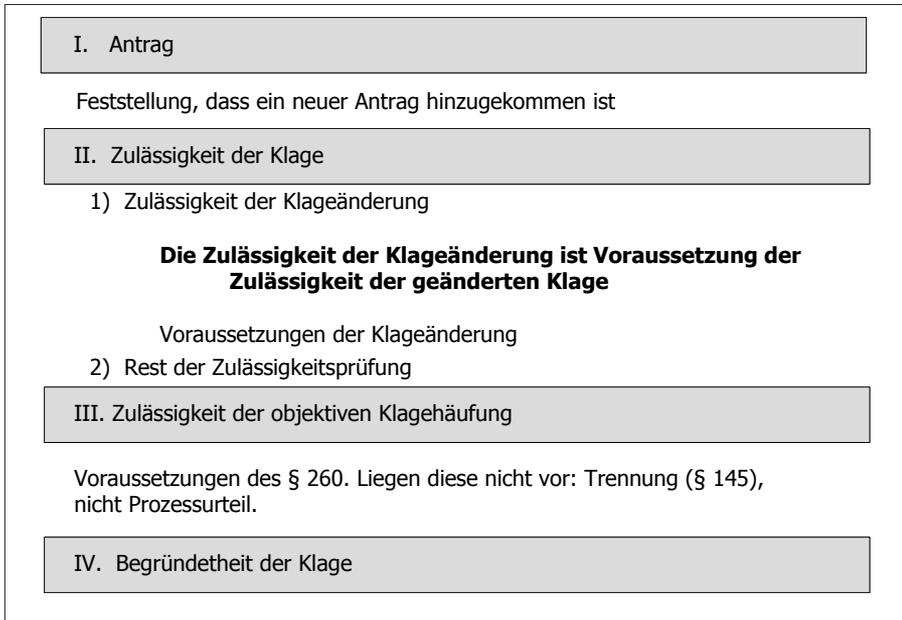 I. Antrag
Feststellung, dass ein neuer Antrag hinzugekommen ist
II. Zulässigkeit der Klage
1) Zulässigkeit der Klageänderung
Die Zulässigkeit der Klageänderung ist Voraussetzung der
Zulässigkeit der geänderten Klage
Voraussetzungen der Klageänderung
2) Rest der Zulässigkeitsprüfung
III. Zulässigkeit der objektiven Klagehäufung
Voraussetzungen des § 260. Liegen diese nicht vor: Trennung (§ 145),
nicht Prozessurteil.
IV. Begründetheit der Klage